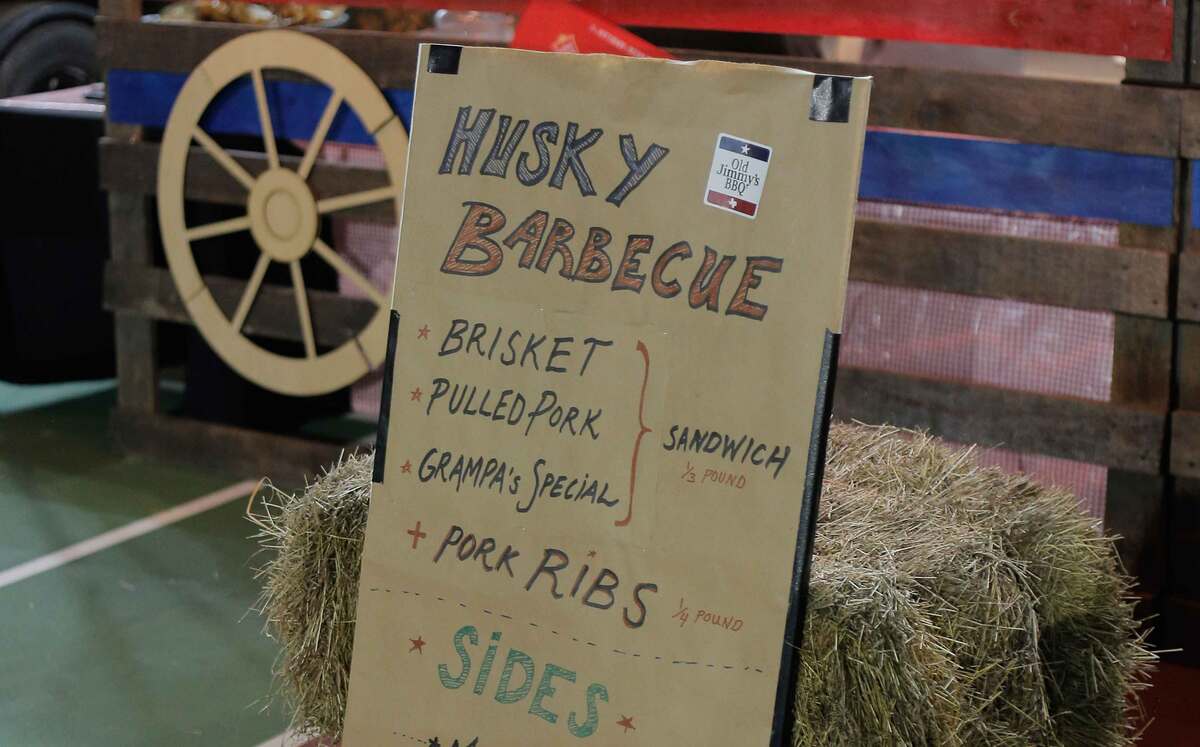 HUSKY
BARBECUE
Old
Jimmy's
BBQ
* BRISKET
* PULLED PORK
* GRAMPA'S SPECIAL
SANDWICH
1/3 POUND
+ PORK RIBS
1/4 POUND
* SIDES *